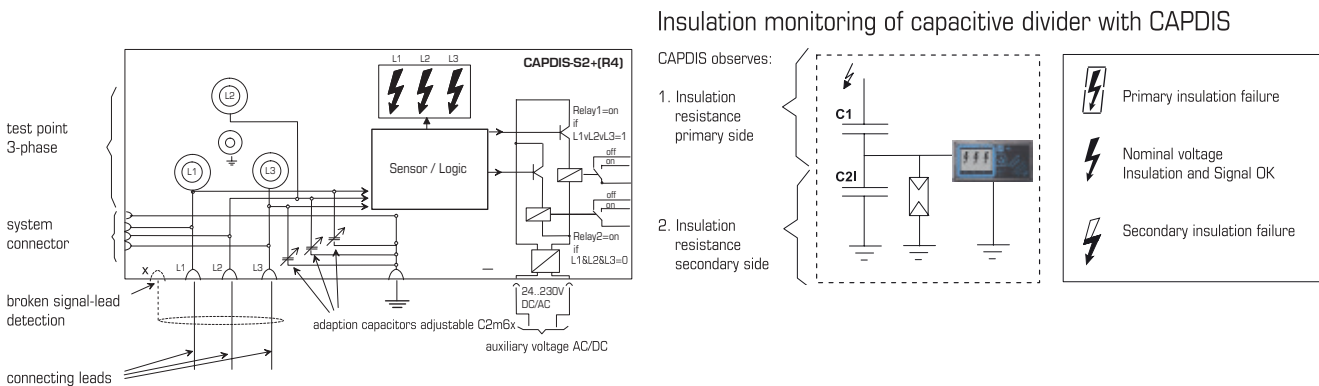 Insulation monitoring of capacitive divider with CAPDIS
CAPDIS-S2+(R4)
L1 L2 L3
L2
L1
L3
test point
3-phase
system
connector
Sensor / Logic
Relay1=on
if
L1vL2vL3=1
off
on
off
on
Relay2=on
if
L1&L2&L3=0
x
L1
L2
L3
24..230V
DC/AC
broken signal-lead
detection
adaption capacitors adjustable C2m6x
auxiliary voltage AC/DC
connecting leads
CAPDIS observes:
1. Insulation
resistance
primary side
2. Insulation
resistance
secondary side
C1
C2I
Primary insulation failure
Nominal voltage
Insulation and Signal OK
Secondary insulation failure